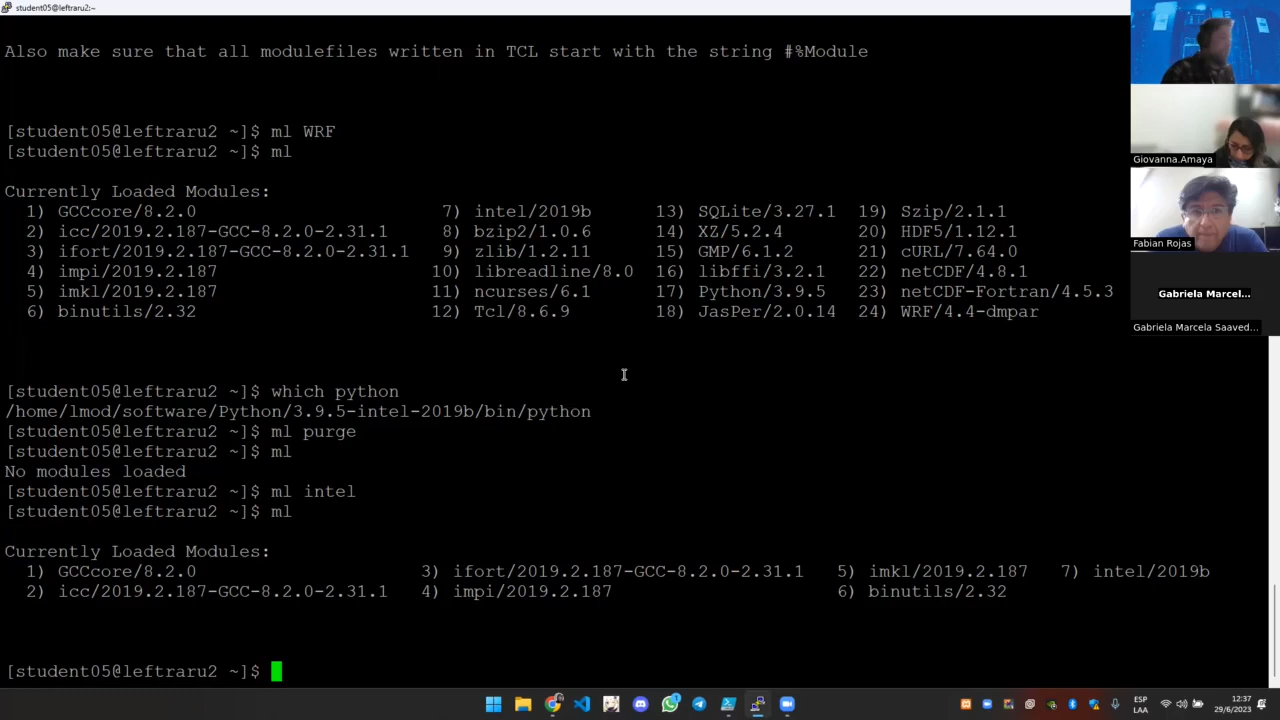 student05@leftraru2:~
Also make sure that all modulefiles written in TCL start with the string #%Module
[student05@leftraru2 ~]$ ml WRF
[student05@leftraru2 ~]$ ml
Currently Loaded Modules:
1) GCCcore/8.2.0 7) intel/2019b 13) SQLite/3.27.1 19) Szip/2.1.1
2) icc/2019.2.187-GCC-8.2.0-2.31.1 8) bzip2/1.0.6 14) XZ/5.2.4 20) HDF5/1.12.1
3) ifort/2019.2.187-GCC-8.2.0-2.31.1 9) zlib/1.2.11 15) GMP/6.1.2 21) cURL/7.64.0
4) impi/2019.2.187 10) libreadline/8.0 16) libffi/3.2.1 22) netCDF/4.8.1
5) imkl/2019.2.187 11) ncurses/6.1 17) Python/3.9.5 23) netCDF-Fortran/4.5.3
6) binutils/2.32 12) Tcl/8.6.9 18) JasPer/2.0.14 24) WRF/4.4-dmpar
[student05@leftraru2 ~]$ which python
/home/lmod/software/Python/3.9.5-intel-2019b/bin/python
[student05@leftraru2 ~]$ ml purge
[student05@leftraru2 ~]$ ml
No modules loaded
[student05@leftraru2 ~]$ ml intel
[student05@leftraru2 ~]$ ml
Currently Loaded Modules:
1) GCCcore/8.2.0 3) ifort/2019.2.187-GCC-8.2.0-2.31.1 5) imkl/2019.2.187 7) intel/2019b
2) icc/2019.2.187-GCC-8.2.0-2.31.1 4) impi/2019.2.187 6) binutils/2.32
[student05@leftraru2 ~]$
Giovanna.Amaya
Fabian Rojas
Gabriela Marcel...
Gabriela Marcela Saaved...
1
ESP
LAA
12:37
29/6/2023